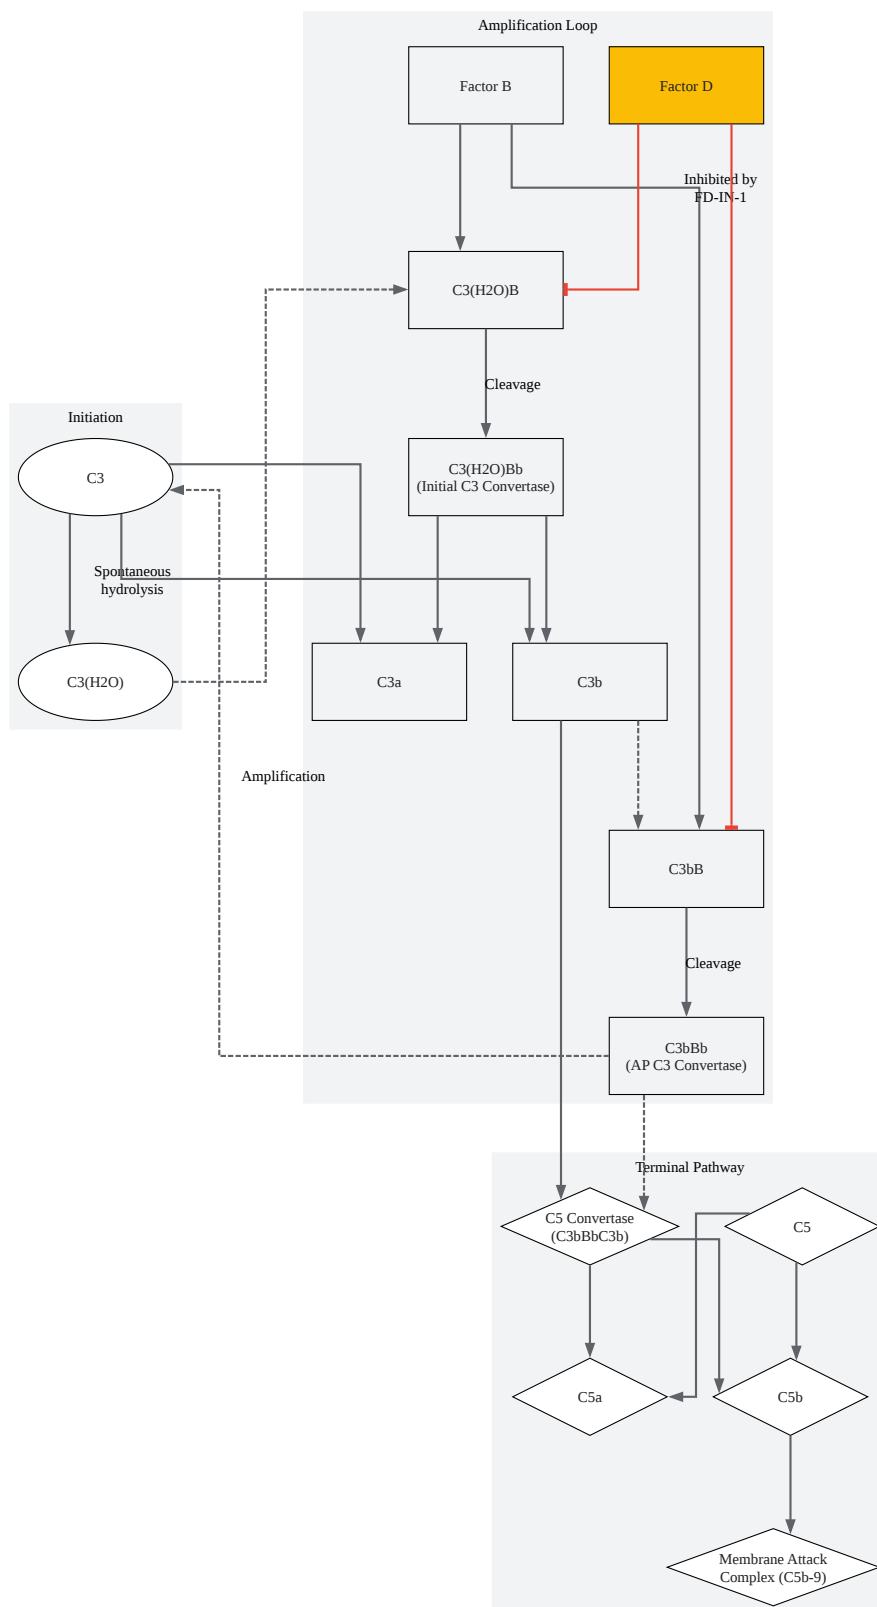 Amplification Loop
Factor B
Factor D
Inhibited by
FD-IN-1
C3(H2O)B
Cleavage
Initiation
C3
C3(H2O)Bb
(Initial C3 Convertase)
Spontaneous
hydrolysis
C3(H2O)
C3a
C3b
Amplification
C3bB
Cleavage
C3bBb
(AP C3 Convertase)
Terminal Pathway
C5 Convertase
(C3bBbC3b)
C5
C5a
C5b
Membrane Attack
Complex (C5b-9)